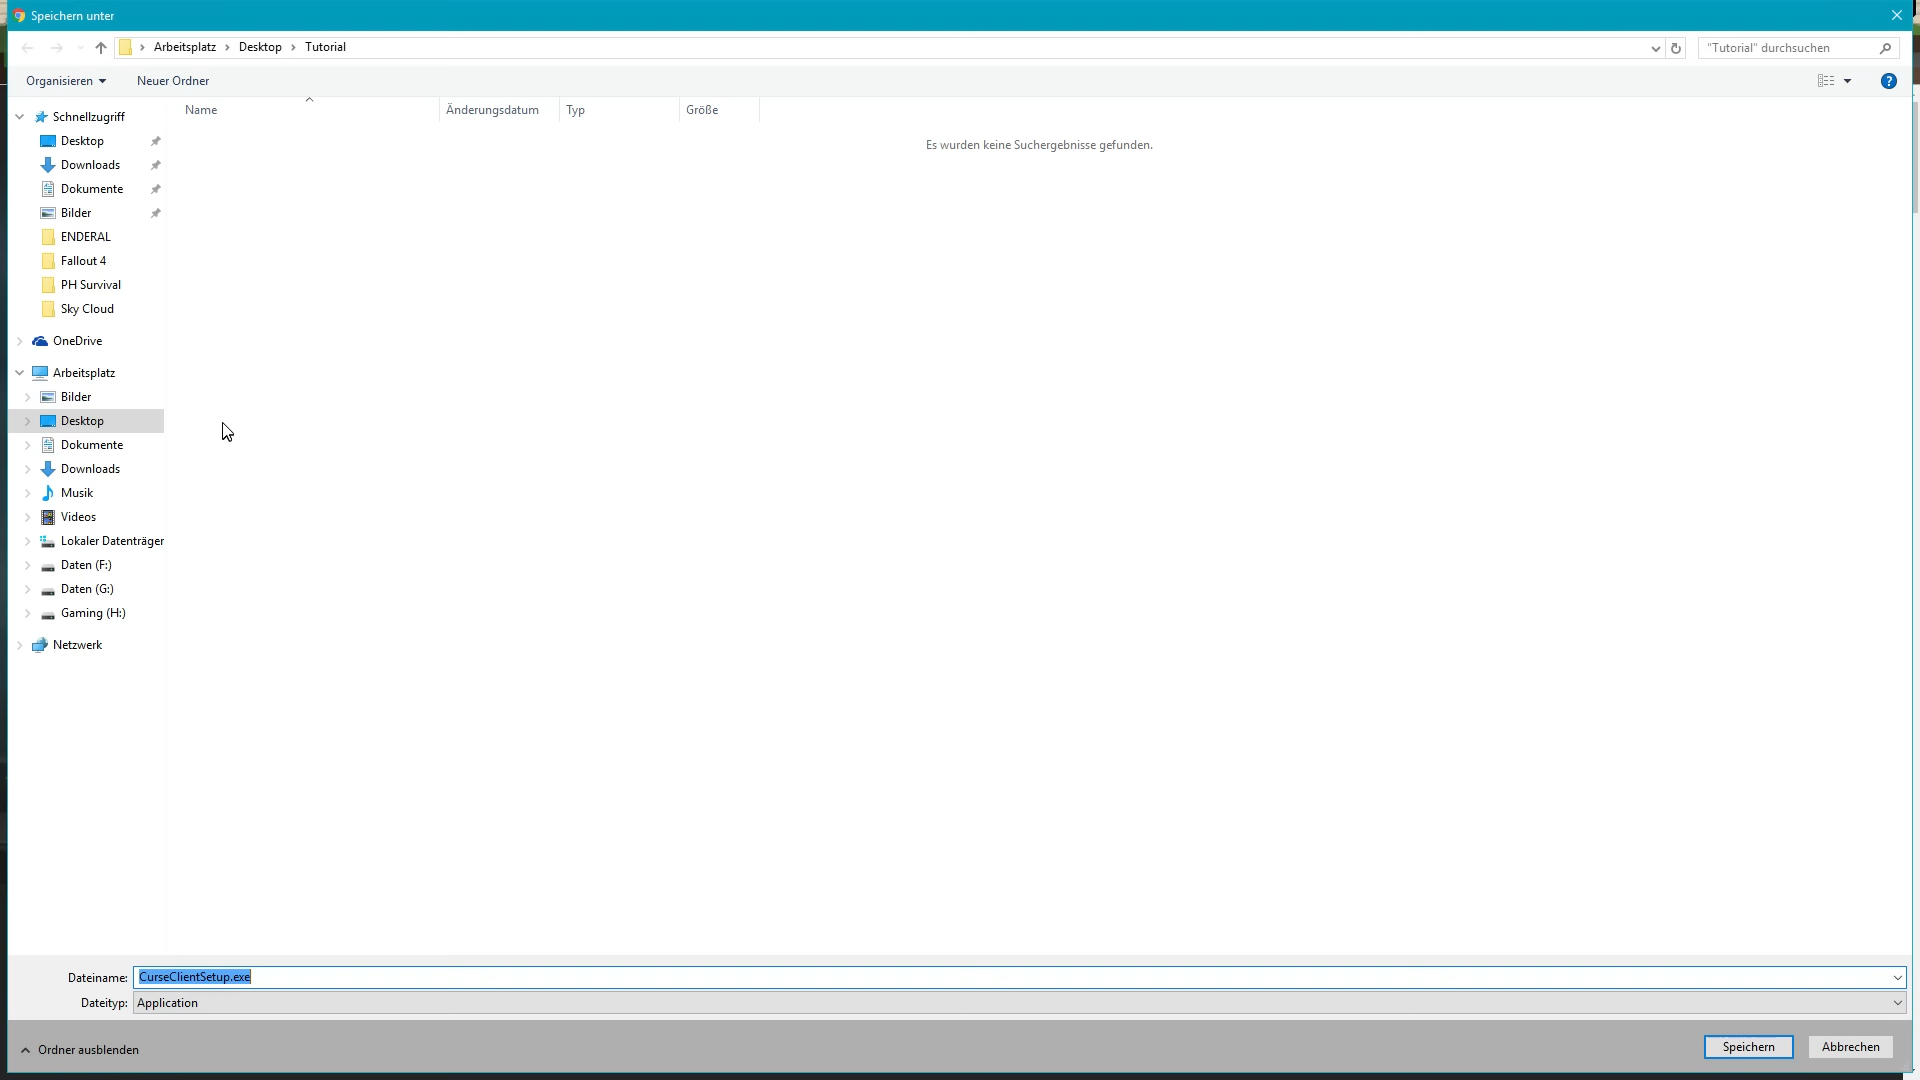 Speichern unter
Arbeitsplatz > Desktop > Tutorial
"Tutorial" durchsuchen
Organisieren
Neuer Ordner
Name
Änderungsdatum
Typ
Größe
Es wurden keine Suchergebnisse gefunden.
Schnellzugriff
Desktop
Downloads
Dokumente
Bilder
ENDERAL
Fallout 4
PH Survival
Sky Cloud
OneDrive
Arbeitsplatz
Bilder
Desktop
Dokumente
Downloads
Musik
Videos
Lokaler Datenträger
Daten (F:)
Daten (G:)
Gaming (H:)
Netzwerk
Dateiname: CurseClientSetup.exe
Dateityp: Application
Ordner ausblenden
Speichern
Abbrechen